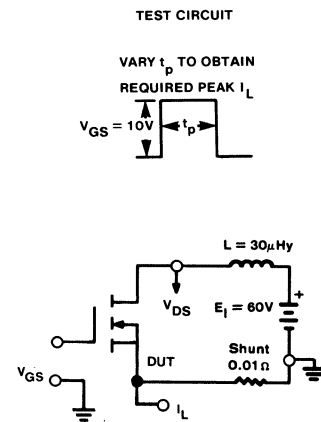 TEST CIRCUIT
VARY tp TO OBTAIN
REQUIRED PEAK IL
VGS = 10V
tp
L = 30μHy
VDS
E1 = 60V
+
Shunt
0.01Ω
DUT
VGS
IL